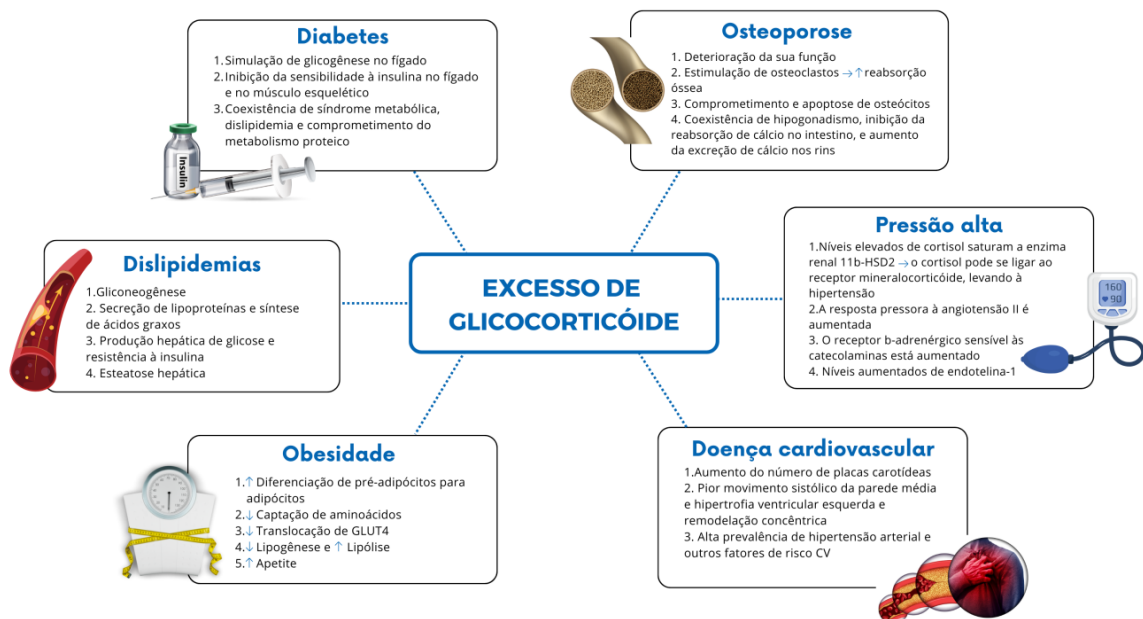 Diabetes
1. Simulação de glicogênese no fígado
2. Inibição da sensibilidade à insulina no fígado
e no músculo esquelético
3. Coexistência de síndrome metabólica,
dislipidemia e comprometimento do
metabolismo proteico
Insulin
Osteoporose
1. Deterioração da sua função
2. Estimulação de osteoclastos →↑ reabsorção
óssea
3. Comprometimento e apoptose de osteócitos
4. Coexistência de hipogonadismo, inibição da
reabsorção de cálcio no intestino, e aumento
da excreção de cálcio nos rins
Dislipidemias
1.Gliconeogênese
2. Secreção de lipoproteínas e síntese
de ácidos graxos
3. Produção hepática de glicose e
resistência à insulina
4. Esteatose hepática
EXCESSO DE
GLICOCORTICÓIDE
Pressão alta
1.Níveis elevados de cortisol saturam a enzima
renal 11b-HSD2 → o cortisol pode se ligar ao
receptor mineralocorticóide, levando à
hipertensão
2.A resposta pressora à angiotensão II é
aumentada
3. O receptor b-adrenérgico sensível às
catecolaminas está aumentado
4. Níveis aumentados de endotelina-1
160
90
Obesidade
1.↑ Diferenciação de pré-adipócitos para
adipócitos
2.↓ Captação de aminoácidos
3.↓ Translocação de GLUT4
4.↓ Lipogênese e ↑ Lipólise
5.↑ Apetite
Doença cardiovascular
1.Aumento do número de placas carotídeas
2. Pior movimento sistólico da parede média
e hipertrofia ventricular esquerda e
remodelação concêntrica
3. Alta prevalência de hipertensão arterial e
outros fatores de risco CV